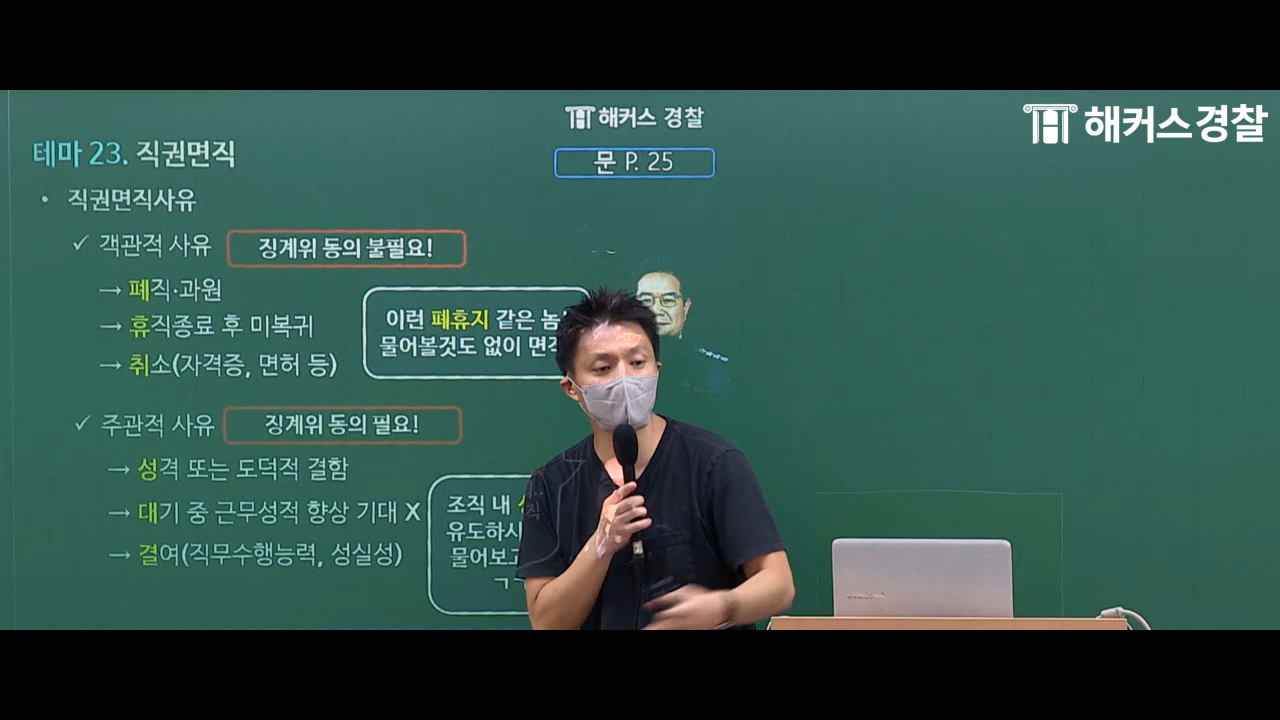 해커스 경찰
해커스경찰
테마 23. 직권면직
문 P. 25
• 직권면직사유
✓ 객관적 사유
징계위 동의 불필요!
→ 폐직·과원
→ 휴직종료 후 미복귀
→ 취소(자격증, 면허 등)
이런 폐휴지 같은 놈
물어볼것도 없이 면
✓ 주관적 사유
징계위 동의 필요!
→ 성격 또는 도덕적 결함
→ 대기 중 근무성적 향상 기대 X
→ 결여(직무수행능력, 성실성)
조직 내
유도하시
물어보고
ㄱ